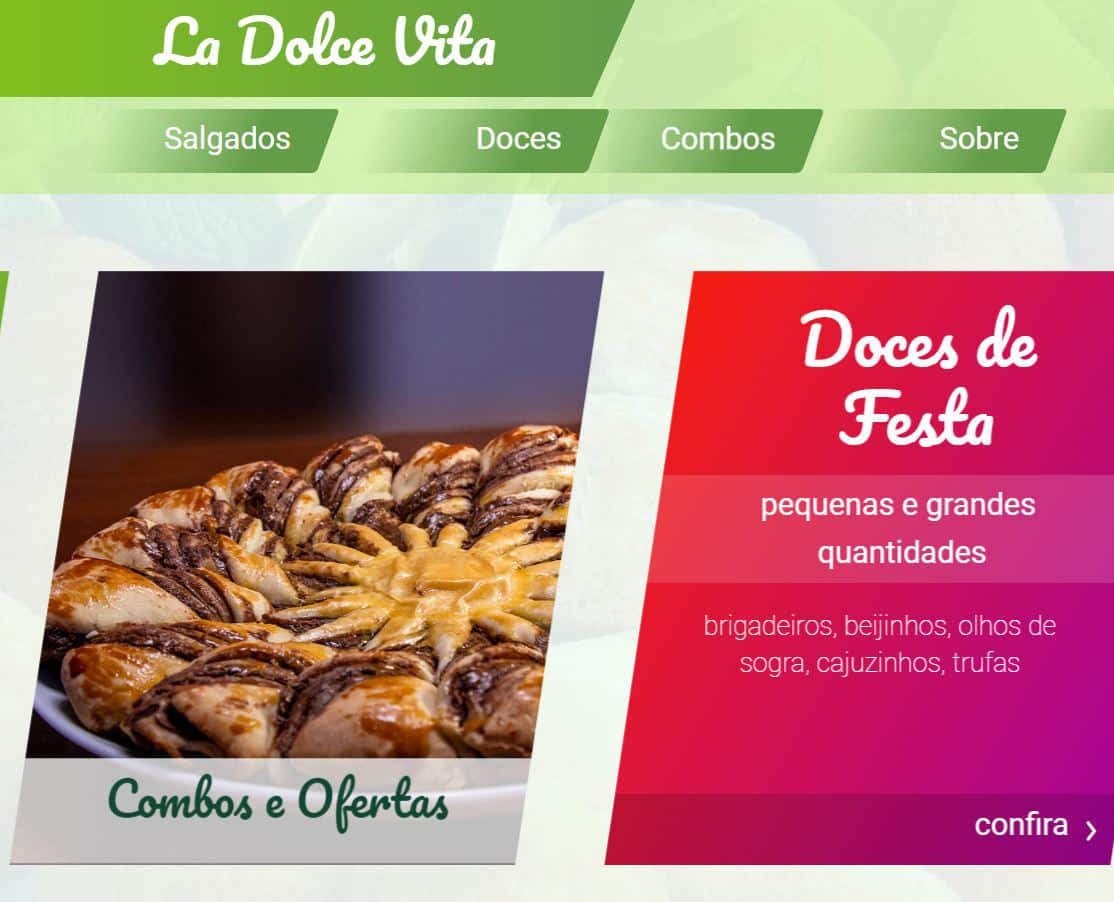 La Dolce Vita
Salgados
Doces
Combos
Sobre
Combos e Ofertas
Doces de
Festa
pequenas e grandes
quantidades
brigadeiros, beijinhos, olhos de
sogra, cajuzinhos, trufas
confira ›